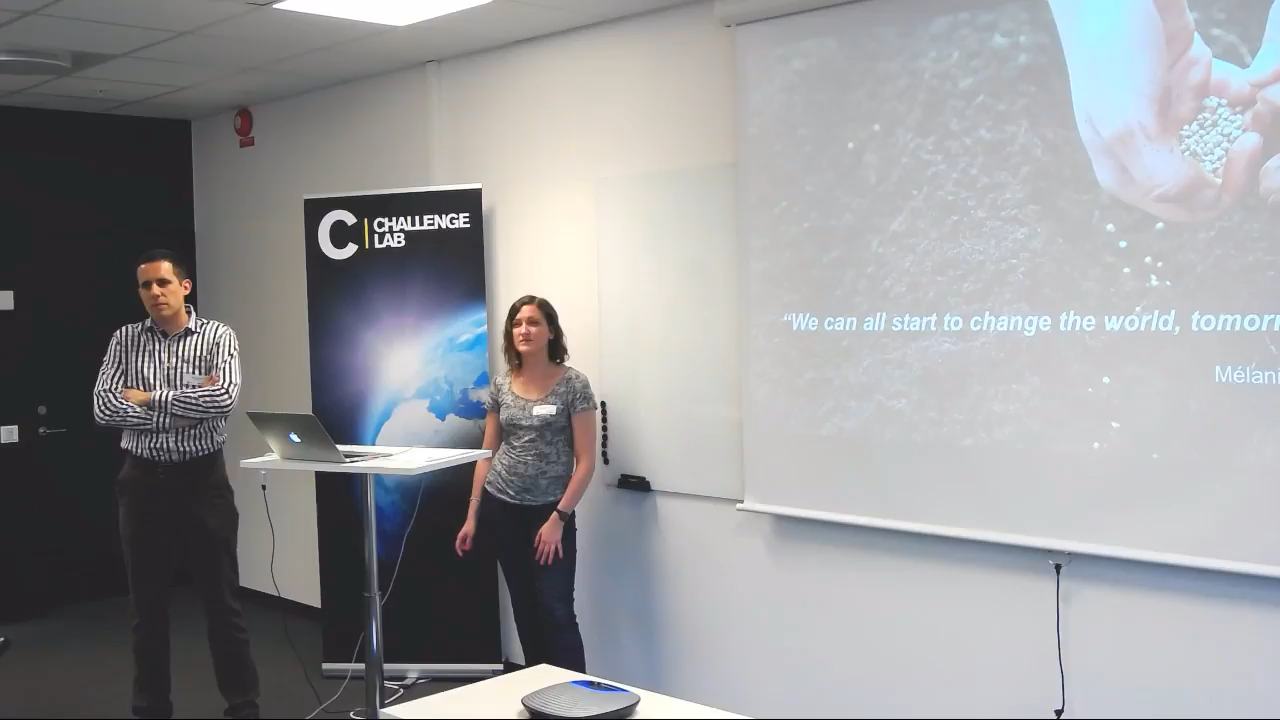 C | CHALLENGE
LAB
“We can all start to change the world, tomorr
Mélani